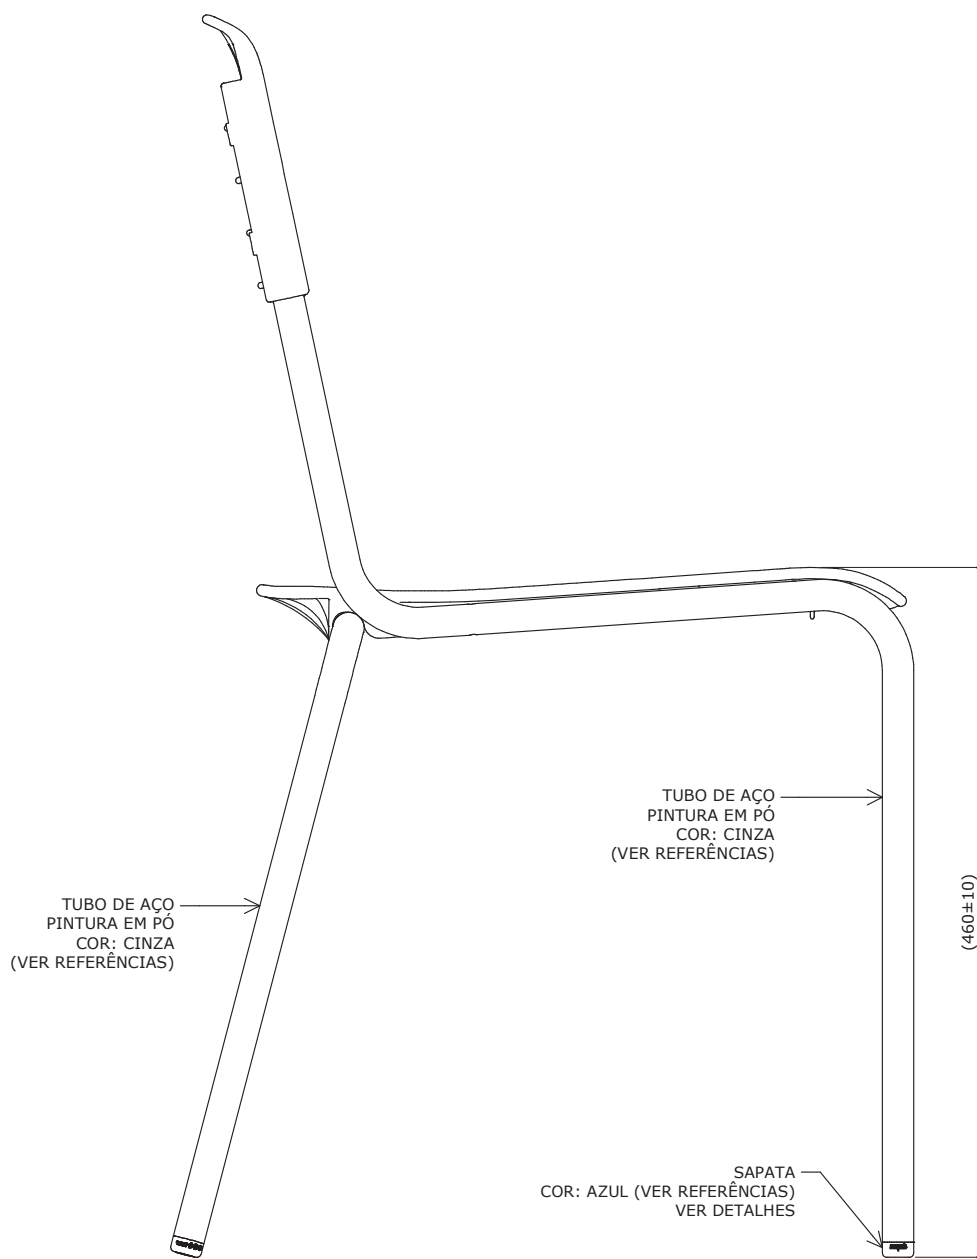 TUBO DE AÇO
PINTURA EM PÓ
COR: CINZA
(VER REFERÊNCIAS)
TUBO DE AÇO
PINTURA EM PÓ
COR: CINZA
(VER REFERÊNCIAS)
(460±10)
SAPATA
COR: AZUL (VER REFERÊNCIAS)
VER DETALHES